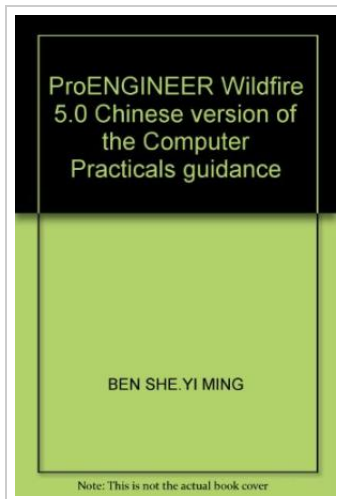 ProENGINEER Wildfire
5.0 Chinese version of
the Computer
Practicals guidance
BEN SHE.YI MING
Note: This is not the actual book cover